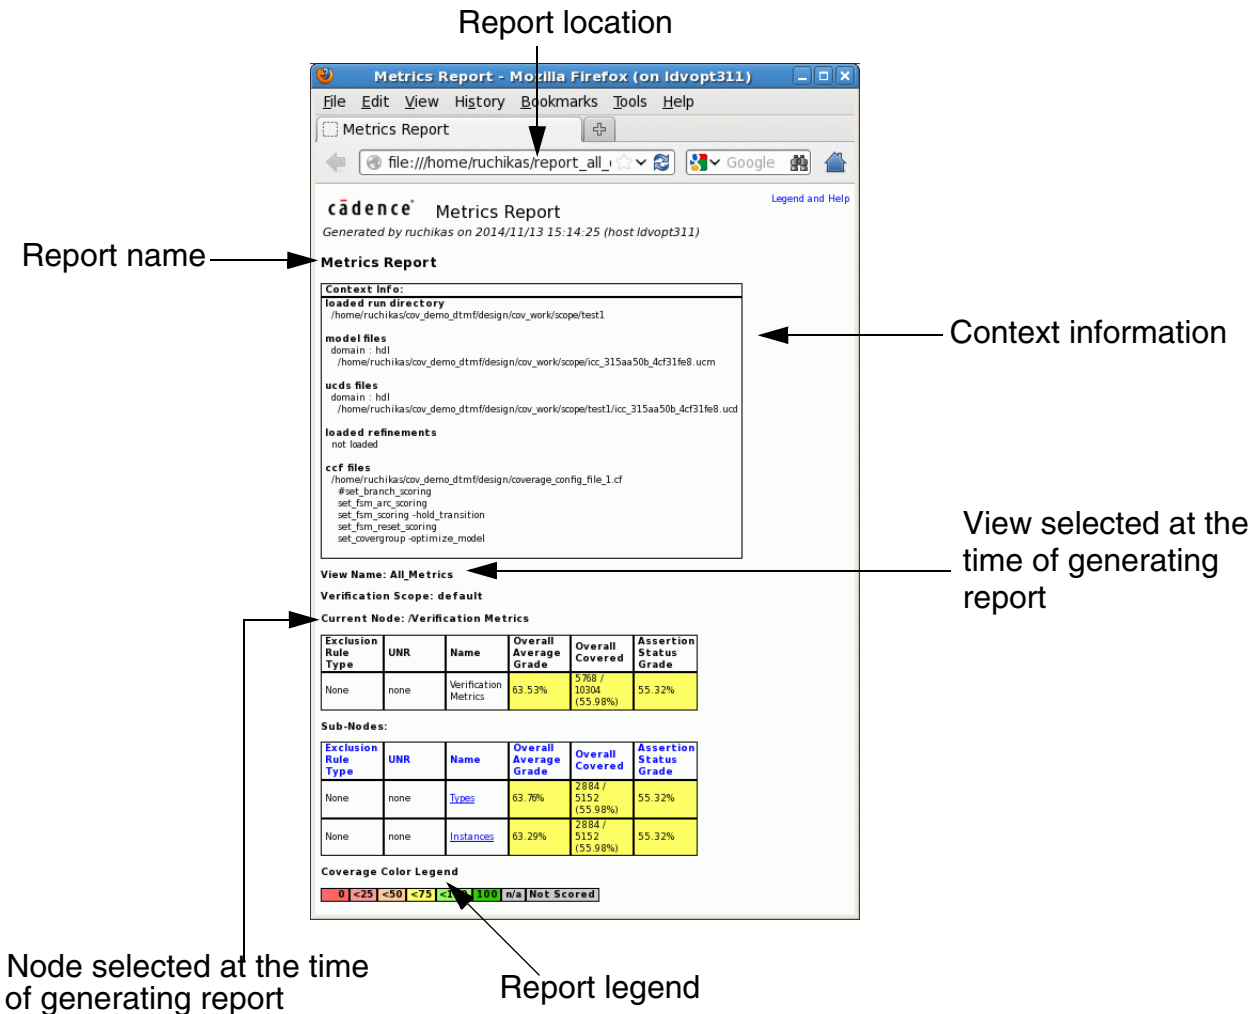 Report location
Metrics Report - Mozilla Firefox (on ldvopt311)
File Edit View History Bookmarks Tools Help
Metrics Report
file:///home/ruchikas/report_all_
Google
Legend and Help
cādence Metrics Report
Generated by ruchikas on 2014/11/13 15:14:25 (host ldvopt311)
Report name
Metrics Report
Context Info:
loaded run directory
/home/ruchikas/cov_demo_dtmf/design/cov_work/scope/test1
Context information
model files
domain : hdl
/home/ruchikas/cov_demo_dtmf/design/cov_work/scope/icc_315aa50b_4cf31fe8.ucm
ucds files
domain : hdl
/home/ruchikas/cov_demo_dtmf/design/cov_work/scope/test1/icc_315aa50b_4cf31fe8.ucd
loaded refinements
not loaded
ccf files
/home/ruchikas/cov_demo_dtmf/design/coverage_config_file_1.cf
#set_branch_scoring
set_fsm_arc_scoring
set_fsm_scoring -hold_transition
set_fsm_reset_scoring
set_covergroup -optimize_model
View selected at the
time of generating
report
View Name: All_Metrics
Verification Scope: default
Current Node: /Verification Metrics
Exclusion Rule Type UNR Name Overall Average Grade Overall Covered Assertion Status Grade
None none Verification Metrics 63.53% 5768 / 10304 (55.98%) 55.32%
Sub-Nodes:
Exclusion Rule Type UNR Name Overall Average Grade Overall Covered Assertion Status Grade
None none Types 63.76% 2884 / 5152 (55.98%) 55.32%
None none Instances 63.29% 2884 / 5152 (55.98%) 55.32%
Coverage Color Legend
0 <25 <50 <75 100 n/a Not Scored
Node selected at the time
of generating report
Report legend